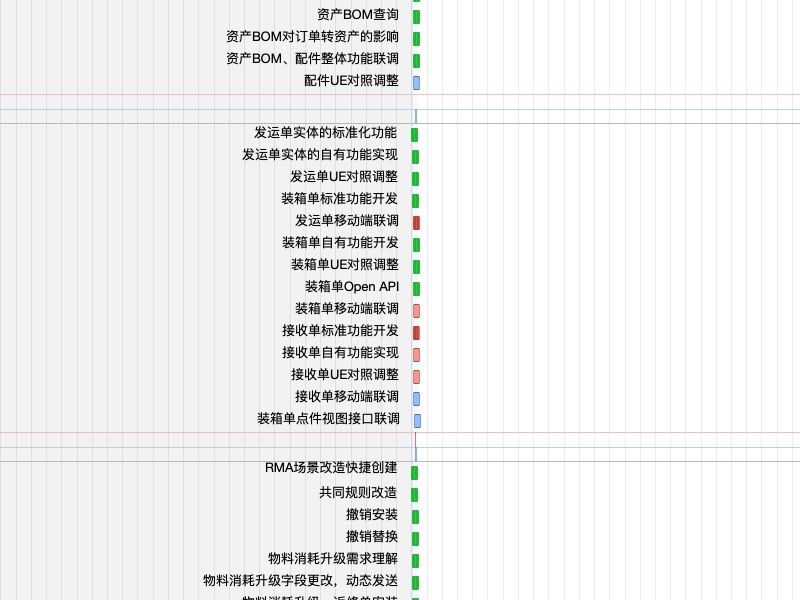 资产BOM查询
资产BOM对订单转资产的影响
资产BOM、配件整体功能联调
配件UE对照调整
发运单实体的标准化功能
发运单实体的自有功能实现
发运单UE对照调整
装箱单标准功能开发
发运单移动端联调
装箱单自有功能开发
装箱单UE对照调整
装箱单Open API
装箱单移动端联调
接收单标准功能开发
接收单自有功能实现
接收单UE对照调整
接收单移动端联调
装箱单点件视图接口联调
RMA场景改造快捷创建
共同规则改造
撤销安装
撤销替换
物料消耗升级需求理解
物料消耗升级字段更改，动态发送